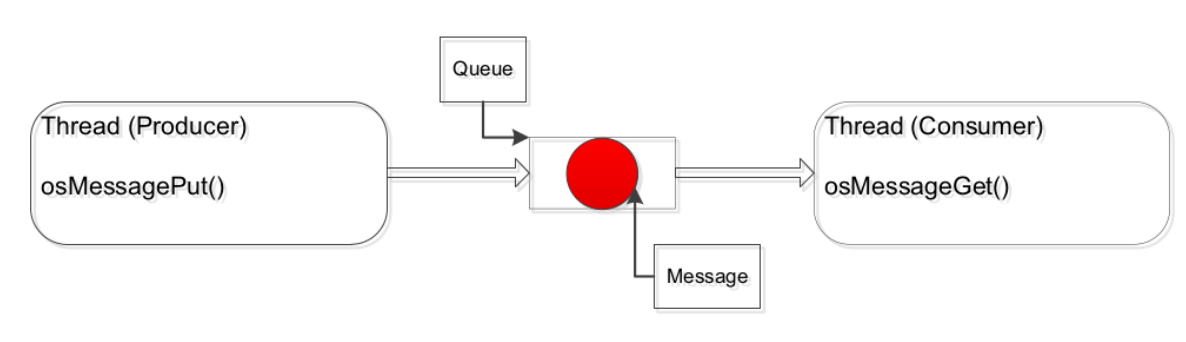 Queue
Thread (Producer)
osMessagePut()
Thread (Consumer)
osMessageGet()
Message